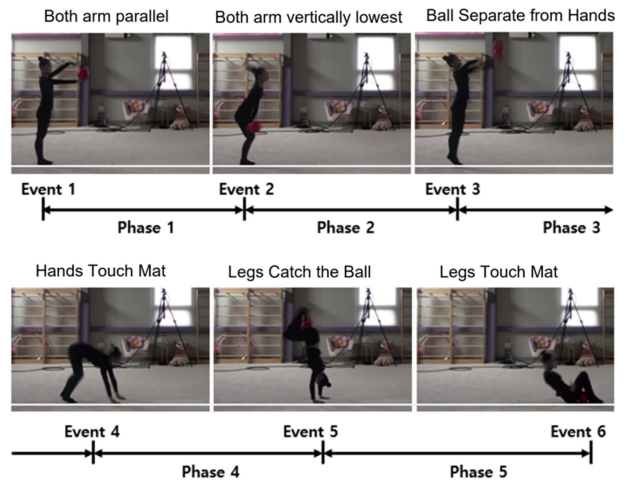 Both arm parallel
Both arm vertically lowest
Ball Separate from Hands
Event 1
Event 2
Event 3
Phase 1
Phase 2
Phase 3
Hands Touch Mat
Legs Catch the Ball
Legs Touch Mat
Event 4
Event 5
Event 6
Phase 4
Phase 5